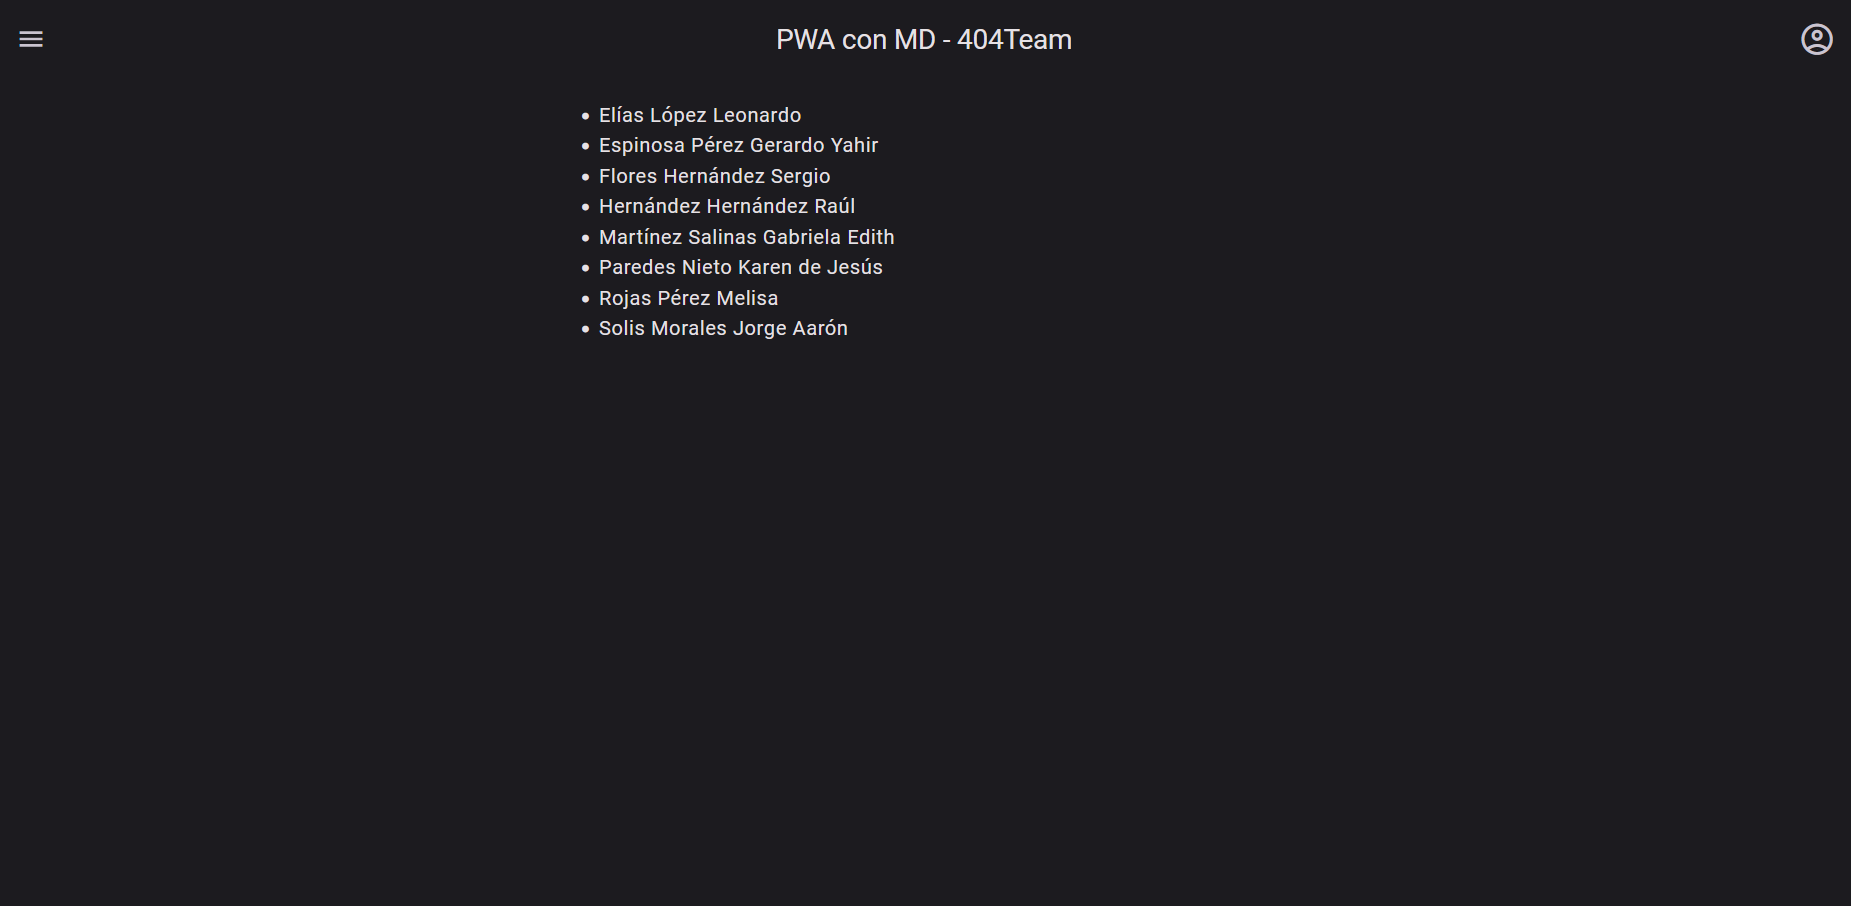 PWA con MD - 404Team
• Elías López Leonardo
• Espinosa Pérez Gerardo Yahir
• Flores Hernández Sergio
• Hernández Hernández Raúl
• Martínez Salinas Gabriela Edith
• Paredes Nieto Karen de Jesús
• Rojas Pérez Melisa
• Solis Morales Jorge Aarón